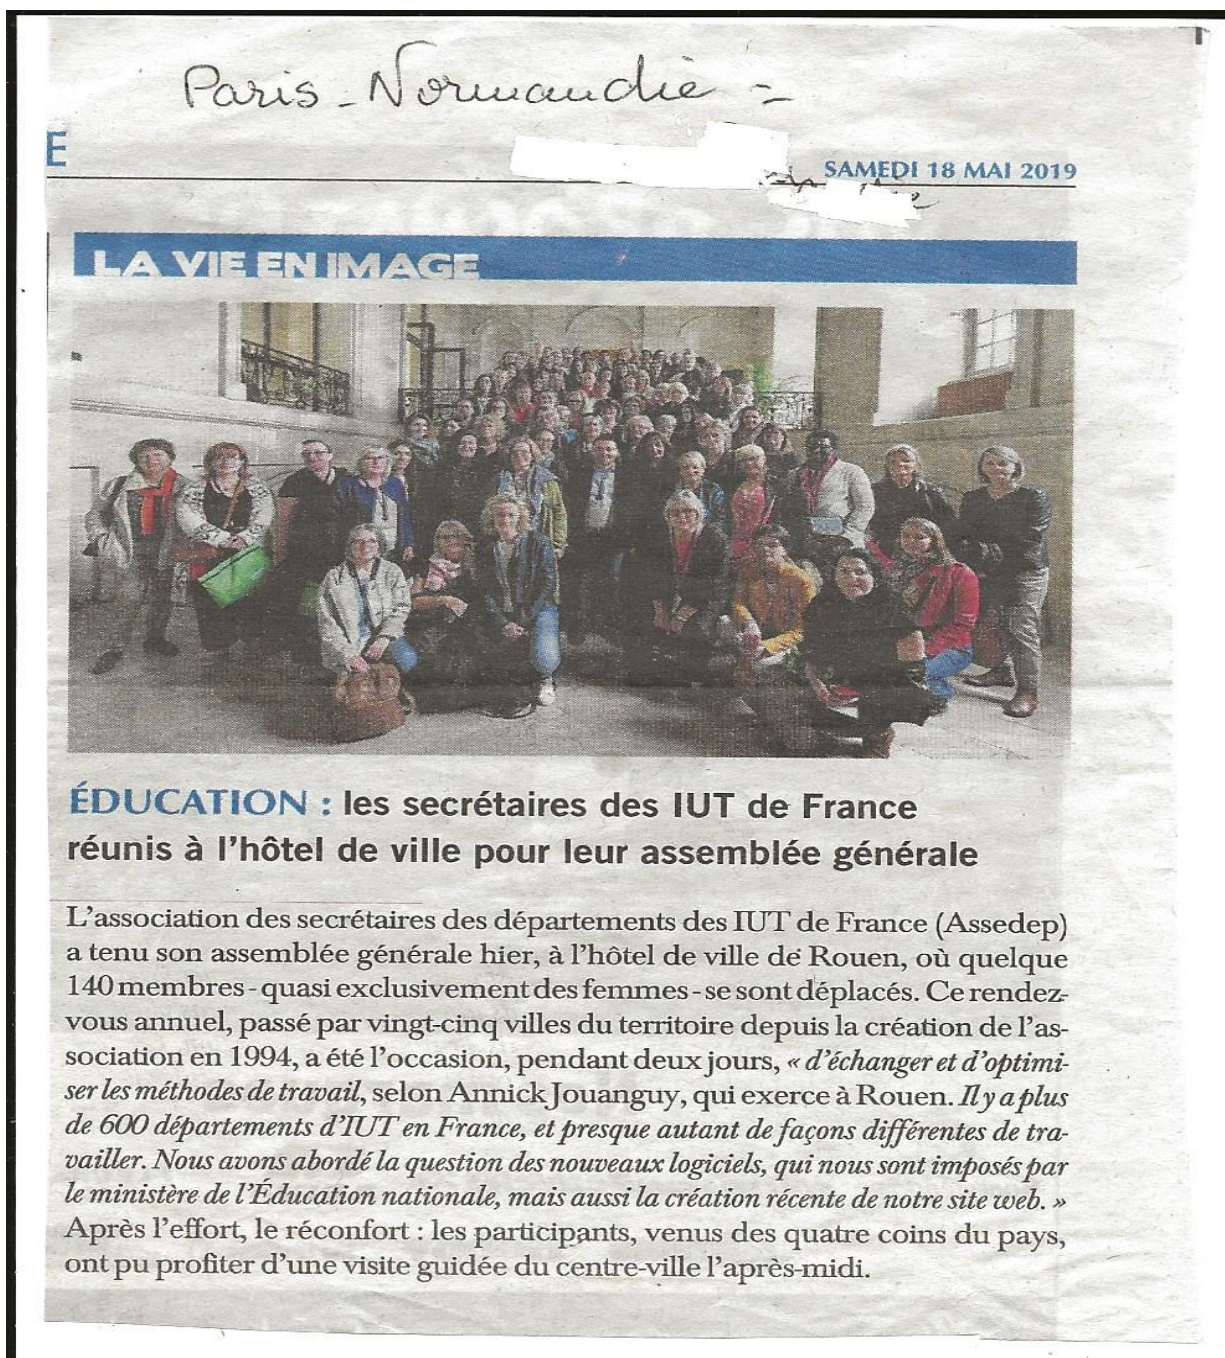 Paris - Normandie =
E
SAMEDI 18 MAI 2019
LA VIE EN IMAGE
ÉDUCATION : les secrétaires des IUT de France
réunis à l'hôtel de ville pour leur assemblée générale
L'association des secrétaires des départements des IUT de France (Assedep)
a tenu son assemblée générale hier, à l'hôtel de ville de Rouen, où quelque
140 membres - quasi exclusivement des femmes - se sont déplacés. Ce rendez-
vous annuel, passé par vingt-cinq villes du territoire depuis la création de l'as-
sociation en 1994, a été l'occasion, pendant deux jours, « d'échanger et d'optimi-
ser les méthodes de travail, selon Annick Jouanguy, qui exerce à Rouen. Il y a plus
de 600 départements d'IUT en France, et presque autant de façons différentes de tra-
vailler. Nous avons abordé la question des nouveaux logiciels, qui nous sont imposés par
le ministère de l'Éducation nationale, mais aussi la création récente de notre site web. »
Après l'effort, le réconfort : les participants, venus des quatre coins du pays,
ont pu profiter d'une visite guidée du centre-ville l'après-midi.